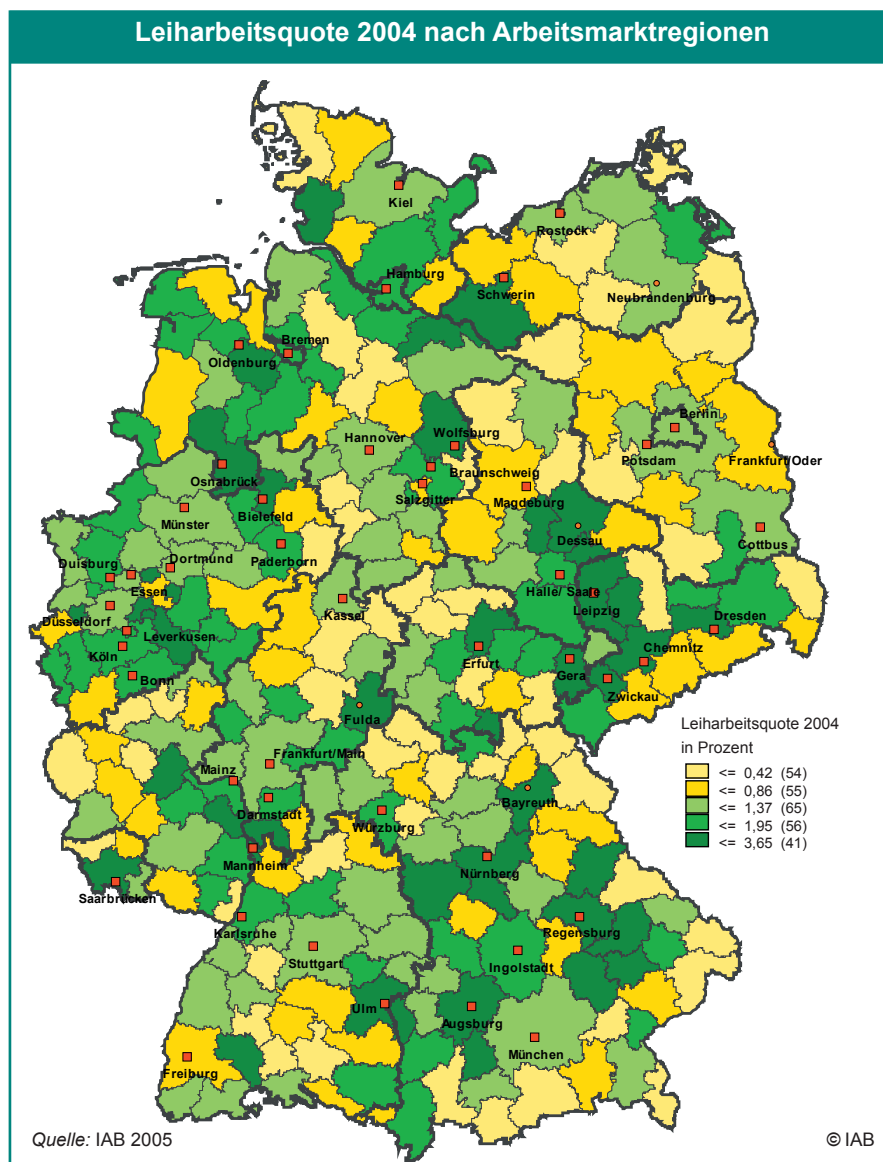 Leiharbeitsquote 2004 nach Arbeitsmarktregionen
Kiel
Rostock
Hamburg
Schwerin
Neubrandenburg
Bremen
Oldenburg
Berlin
Wolfsburg
Hannover
Potsdam
Frankfurt/Oder
Braunschweig
Osnabrück
Salzgitter
Magdeburg
Bielefeld
Münster
Dessau
Cottbus
Paderborn
Duisburg
Dortmund
Essen
Halle/ Saale
Leipzig
Kassel
Düsseldorf
Dresden
Leverkusen
Köln
Erfurt
Chemnitz
Gera
Bonn
Zwickau
Fulda
Leiharbeitsquote 2004
in Prozent
<= 0,42 (54)
<= 0,86 (55)
<= 1,37 (65)
<= 1,95 (56)
<= 3,65 (41)
Frankfurt/Main
Mainz
Bayreuth
Darmstadt
Würzburg
Mannheim
Nürnberg
Saarbrücken
Karlsruhe
Regensburg
Stuttgart
Ingolstadt
Ulm
Augsburg
München
Freiburg
Quelle: IAB 2005
© IAB